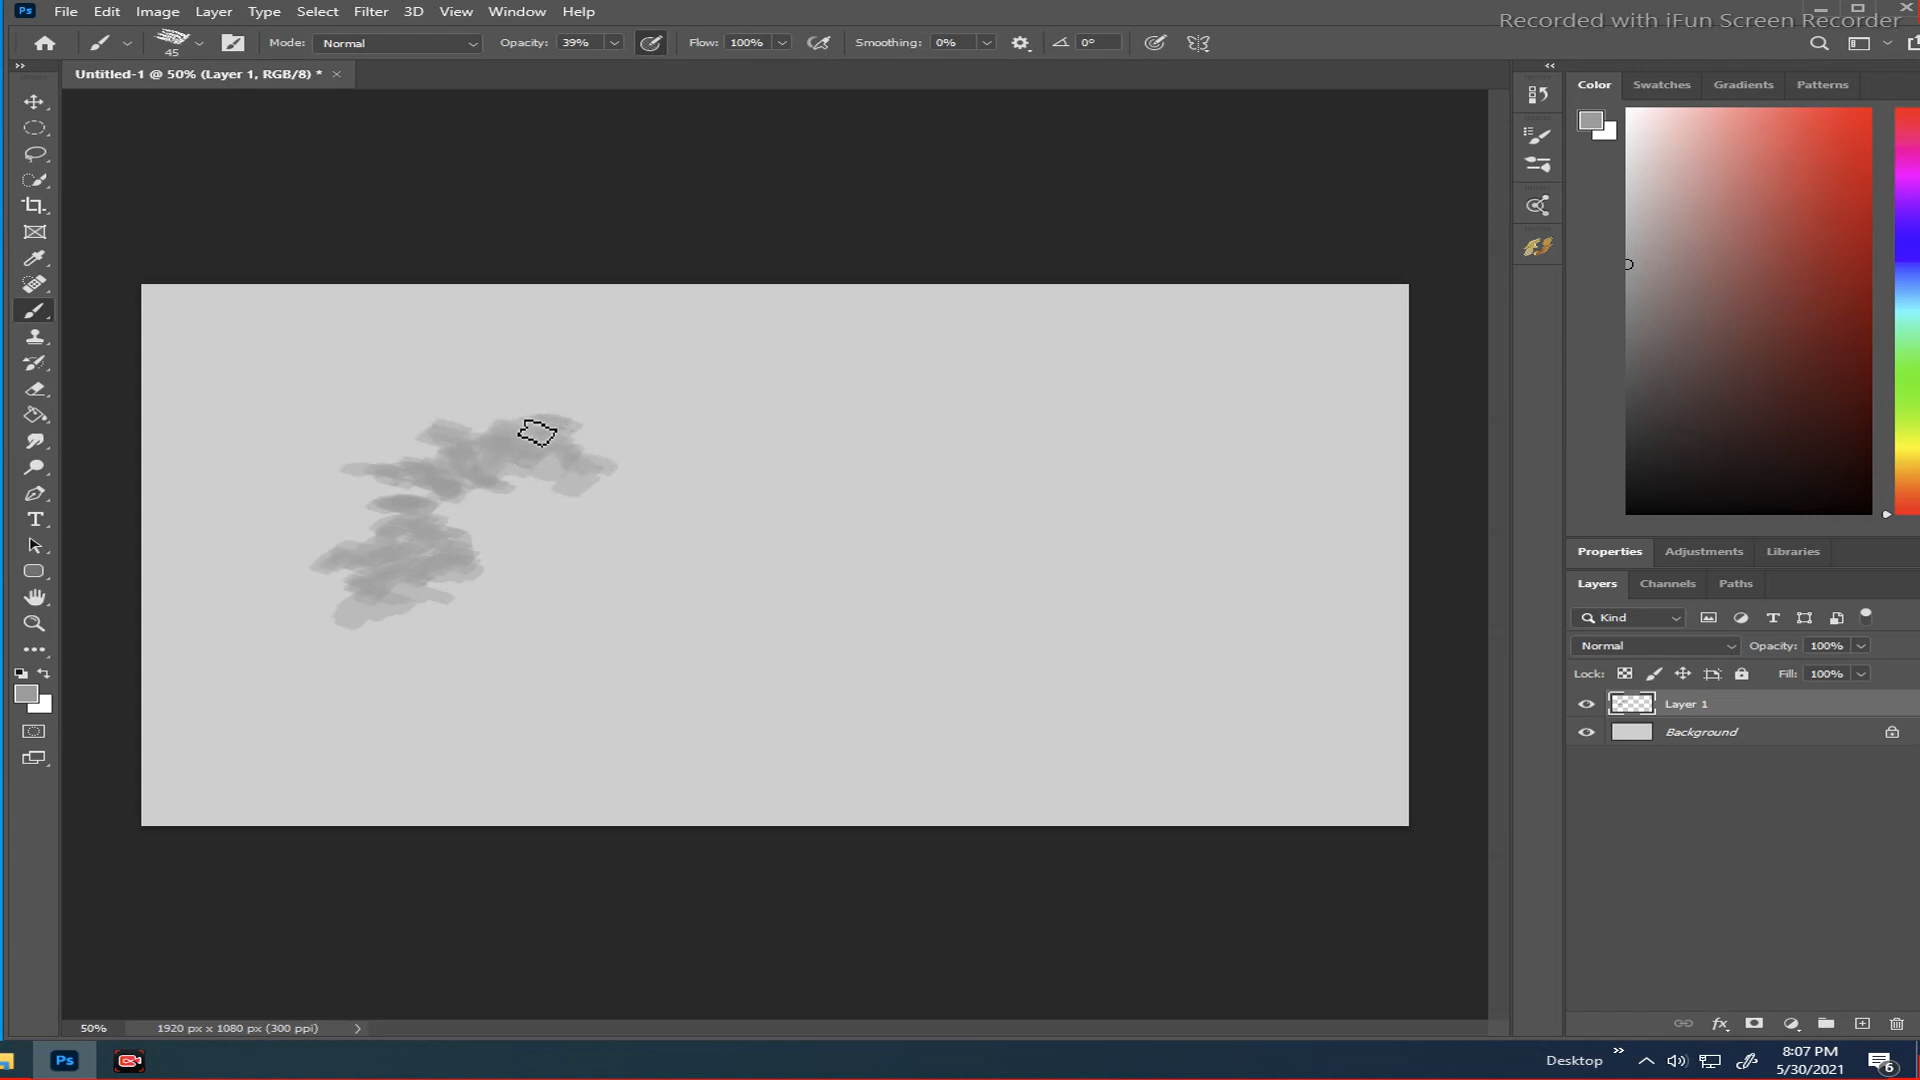 Ps File Edit Image Layer Type Select Filter 3D View Window Help
Recorded with iFun Screen Recorder
45 Mode: Normal Opacity: 39% Flow: 100% Smoothing: 0% 0°
Untitled-1 @ 50% (Layer 1, RGB/8) *
Color Swatches Gradients Patterns
Properties Adjustments Libraries
Layers Channels Paths
Kind
Normal Opacity: 100%
Lock: Fill: 100%
Layer 1
Background
50% 1920 px x 1080 px (300 ppi)
Ps Desktop 8:07 PM
5/30/2021 6